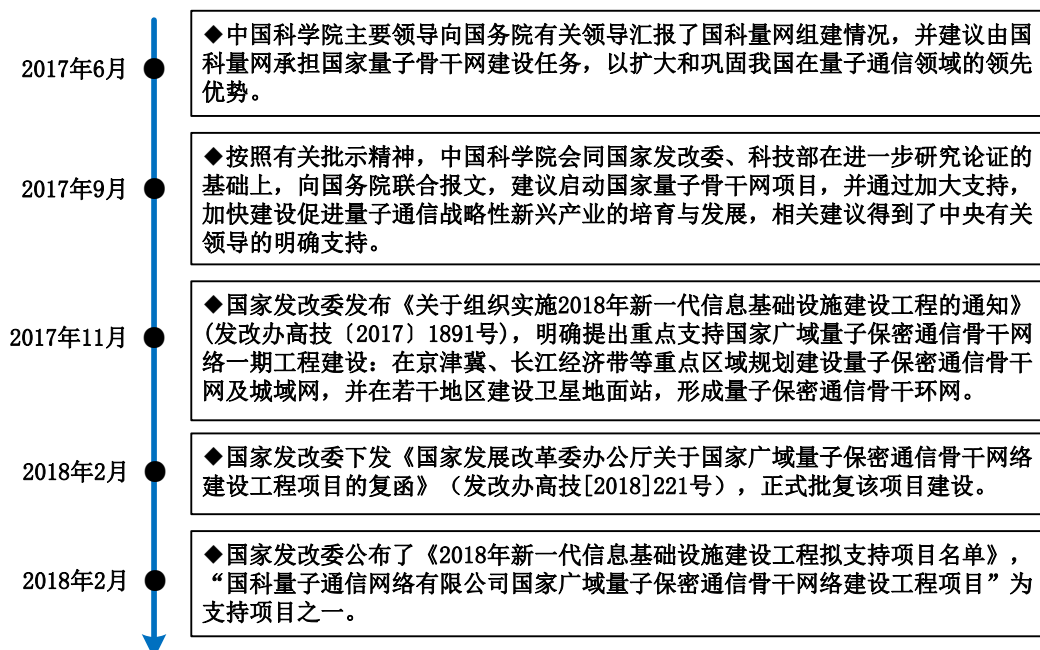 2017年6月
◆中国科学院主要领导向国务院有关领导汇报了国科量网组建情况，并建议由国
科量网承担国家量子骨干网建设任务，以扩大和巩固我国在量子通信领域的领先
优势。
2017年9月
◆按照有关批示精神，中国科学院会同国家发改委、科技部在进一步研究论证的
基础上，向国务院联合报文，建议启动国家量子骨干网项目，并通过加大支持，
加快建设促进量子通信战略性新兴产业的培育与发展，相关建议得到了中央有关
领导的明确支持。
2017年11月
◆国家发改委发布《关于组织实施2018年新一代信息基础设施建设工程的通知》
(发改办高技〔2017〕1891号)，明确提出重点支持国家广域量子保密通信骨干网
络一期工程建设：在京津冀、长江经济带等重点区域规划建设量子保密通信骨干
网及城域网，并在若干地区建设卫星地面站，形成量子保密通信骨干环网。
2018年2月
◆国家发改委下发《国家发展改革委办公厅关于国家广域量子保密通信骨干网络
建设工程项目的复函》（发改办高技[2018]221号），正式批复该项目建设。
2018年2月
◆国家发改委公布了《2018年新一代信息基础设施建设工程拟支持项目名单》，
“国科量子通信网络有限公司国家广域量子保密通信骨干网络建设工程项目”为
支持项目之一。